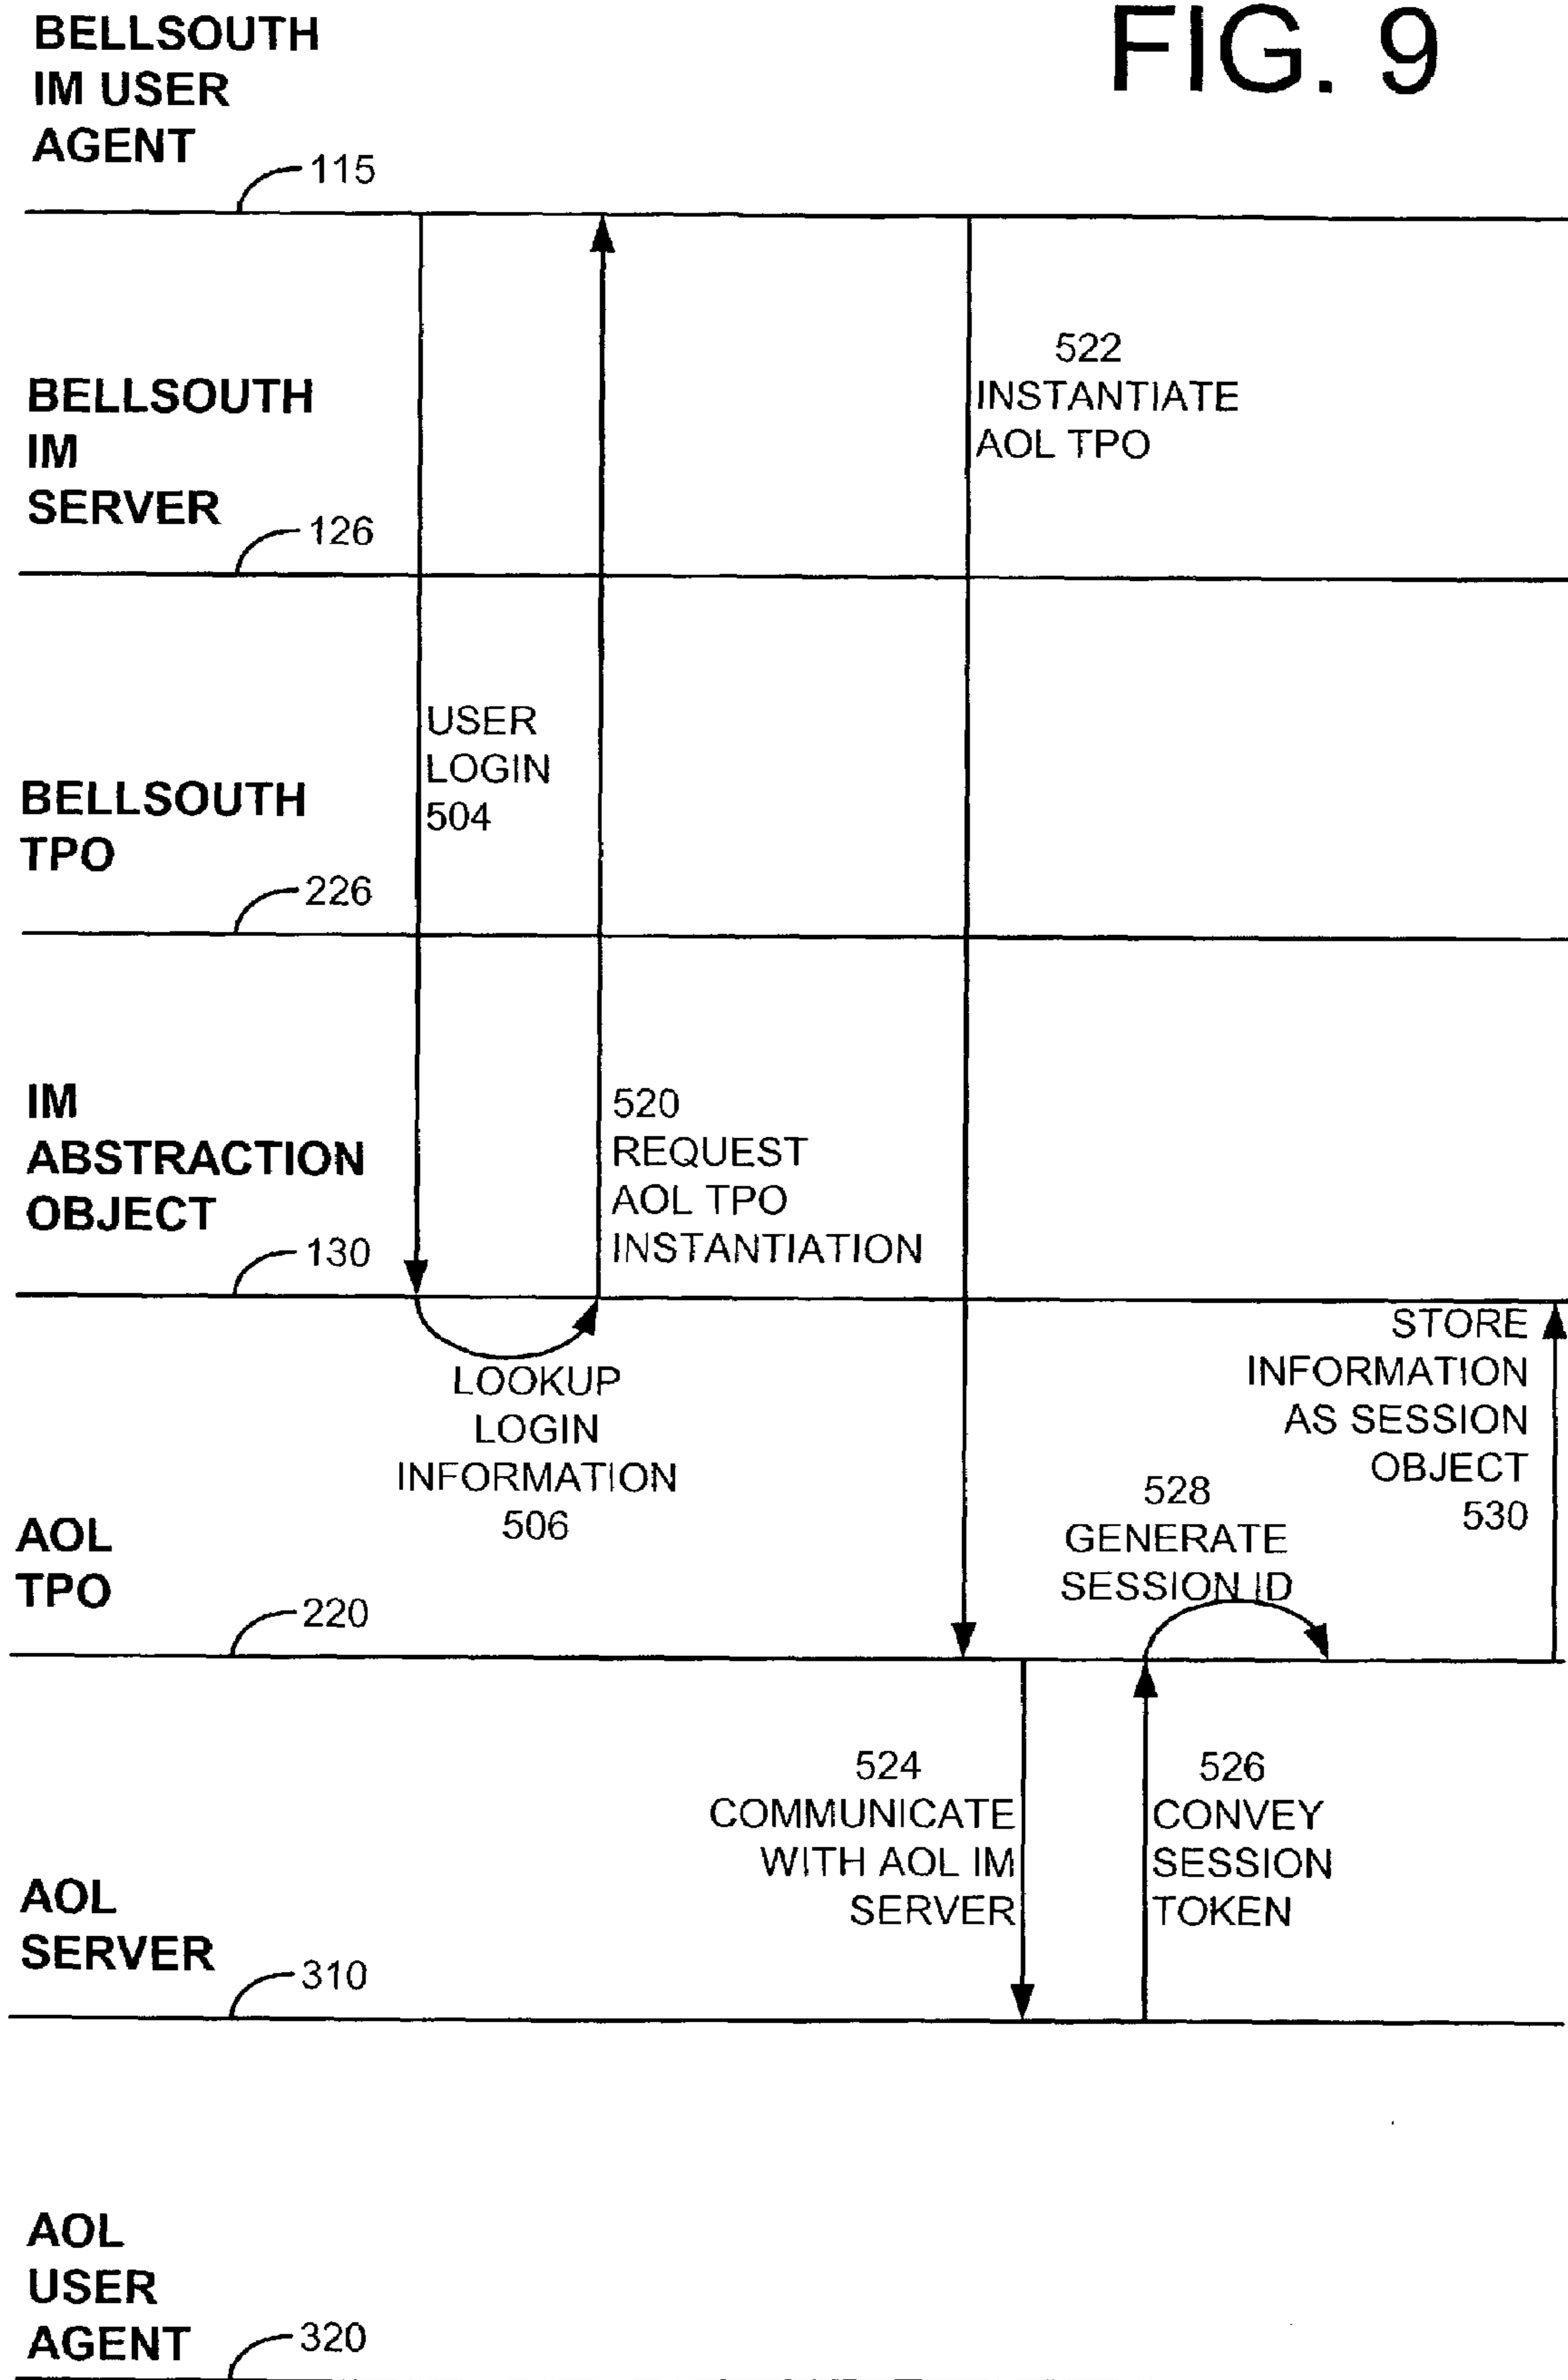 FIG. 9
BELLSOUTH
IM USER
AGENT
115
522
INSTANTIATE
AOL TPO
BELLSOUTH
IM
SERVER
126
USER
LOGIN
504
BELLSOUTH
TPO
226
IM
ABSTRACTION
OBJECT
130
520
REQUEST
AOL TPO
INSTANTIATION
LOOKUP
LOGIN
INFORMATION
506
STORE
INFORMATION
AS SESSION
OBJECT
530
528
GENERATE
SESSION ID
AOL
TPO
220
524
COMMUNICATE
WITH AOL IM
SERVER
526
CONVEY
SESSION
TOKEN
AOL
SERVER
310
AOL
USER
AGENT
320